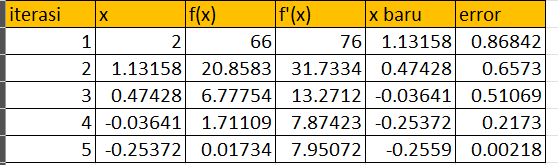 iterasi x f(x) f'(x) x baru error
1 2 66 76 1.13158 0.86842
2 1.13158 20.8583 31.7334 0.47428 0.6573
3 0.47428 6.77754 13.2712 -0.03641 0.51069
4 -0.03641 1.71109 7.87423 -0.25372 0.2173
5 -0.25372 0.01734 7.95072 -0.2559 0.00218